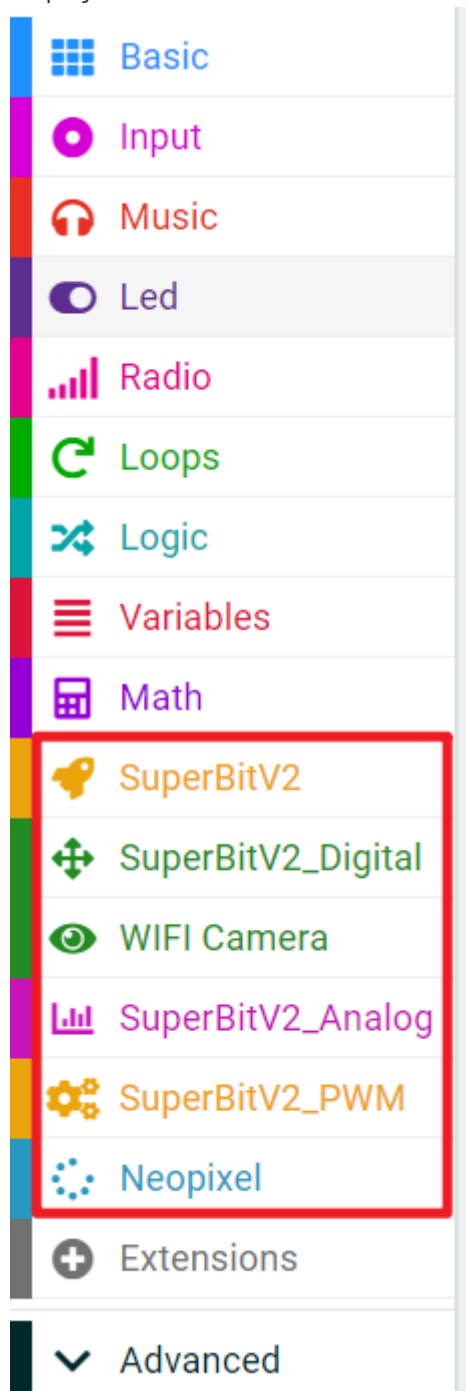 Basic
Input
Music
Led
Radio
Loops
Logic
Variables
Math
SuperBitV2
SuperBitV2_Digital
WIFI Camera
SuperBitV2_Analog
SuperBitV2_PWM
Neopixel
Extensions
Advanced